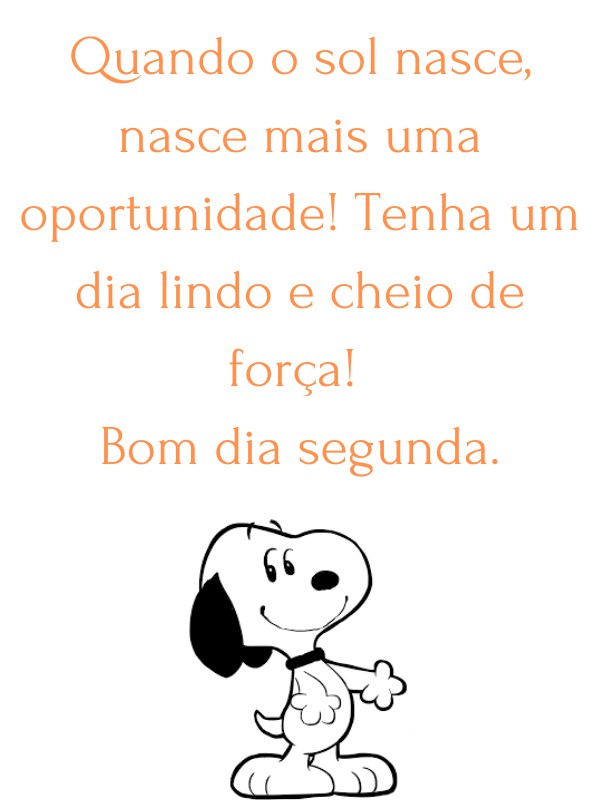 Quando o sol nasce,
nasce mais uma
oportunidade! Tenha um
dia lindo e cheio de
força!
Bom dia segunda.